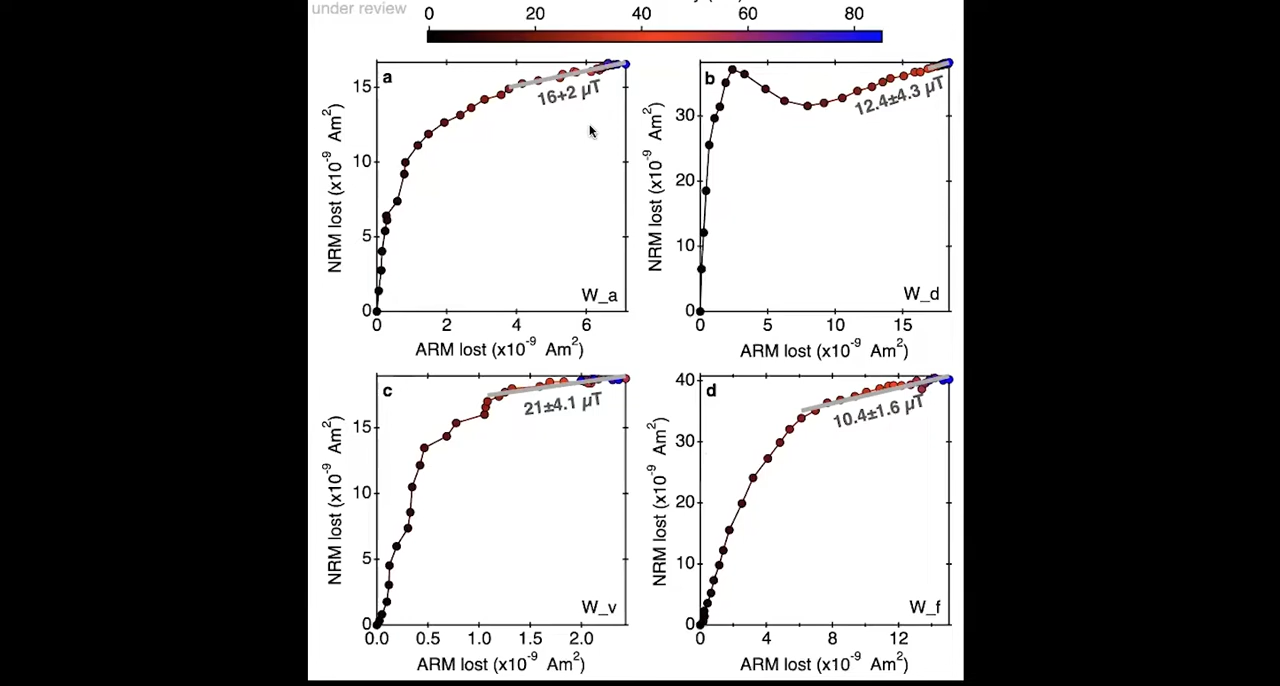 under review
0 20 40 60 80
a
15
10
5
0
NRM lost (x10⁻⁹ Am²)
16+2 µT
W_a
0 2 4 6
ARM lost (x10⁻⁹ Am²)
b
30
20
10
0
NRM lost (x10⁻⁹ Am²)
12.4±4.3 µT
W_d
0 5 10 15
ARM lost (x10⁻⁹ Am²)
c
15
10
5
0
NRM lost (x10⁻⁹ Am²)
21±4.1 µT
W_v
0.0 0.5 1.0 1.5 2.0
ARM lost (x10⁻⁹ Am²)
d
40
30
20
10
0
NRM lost (x10⁻⁹ Am²)
10.4±1.6 µT
W_f
0 4 8 12
ARM lost (x10⁻⁹ Am²)